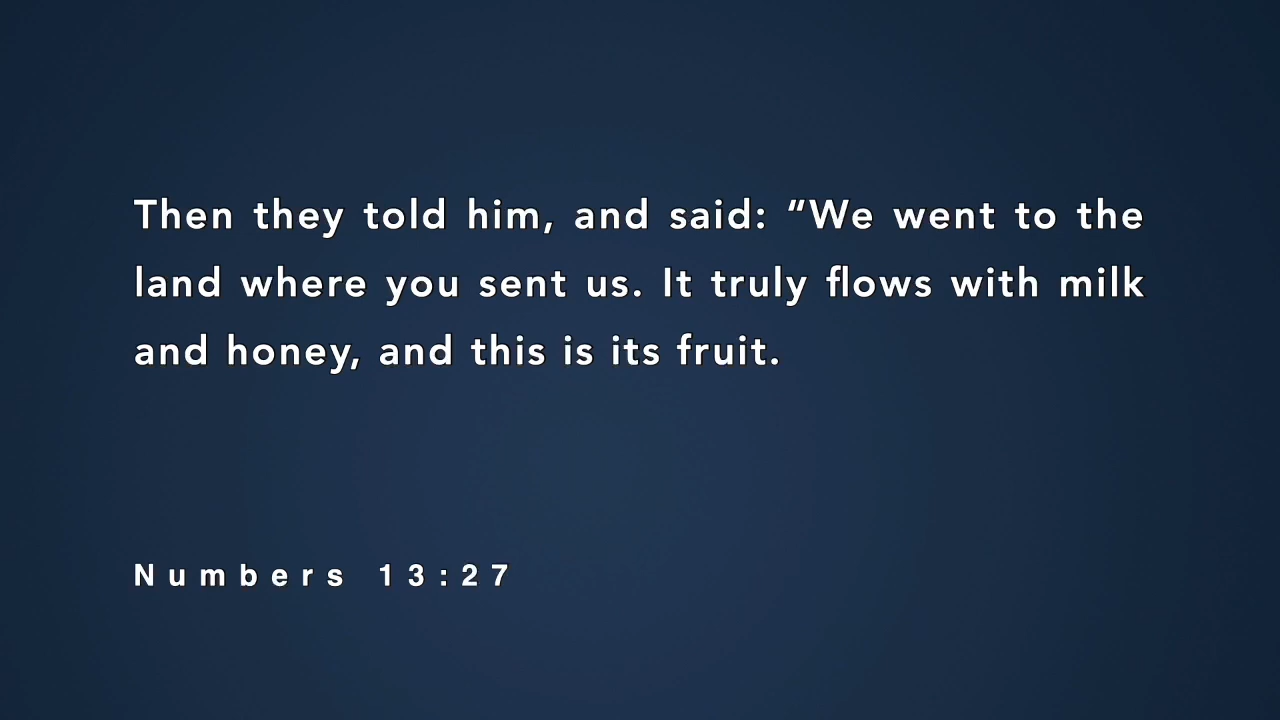 Then they told him, and said: “We went to the
land where you sent us. It truly flows with milk
and honey, and this is its fruit.
Numbers 13:27